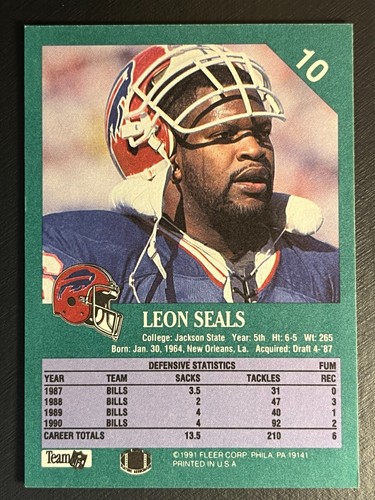 10
LEON SEALS
College: Jackson State Year: 5th Ht: 6-5 Wt: 265
Born: Jan. 30, 1964, New Orleans, La. Acquired: Draft 4-'87
DEFENSIVE STATISTICS FUM
YEAR TEAM SACKS TACKLES REC
1987 BILLS 3.5 31 0
1988 BILLS 2 47 3
1989 BILLS 4 40 1
1990 BILLS 4 92 2
CAREER TOTALS 13.5 210 6
Team NFL
©1991 FLEER CORP. PHILA, PA 19141
PRINTED IN U.S.A.